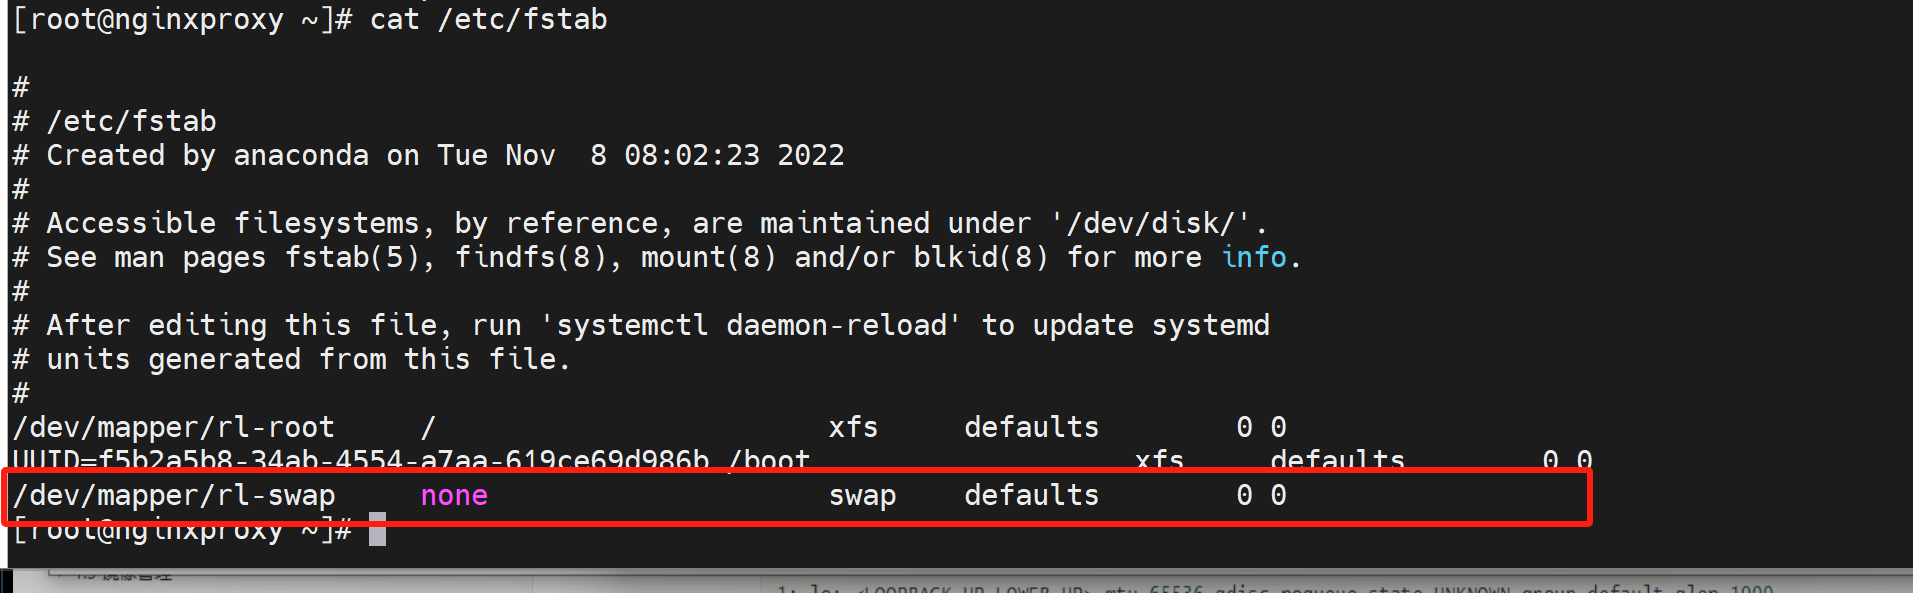 [root@nginxproxy ~]# cat /etc/fstab
#
# /etc/fstab
# Created by anaconda on Tue Nov  8 08:02:23 2022
#
# Accessible filesystems, by reference, are maintained under '/dev/disk/'.
# See man pages fstab(5), findfs(8), mount(8) and/or blkid(8) for more info.
#
# After editing this file, run 'systemctl daemon-reload' to update systemd
# units generated from this file.
#
/dev/mapper/rl-root     /                       xfs     defaults        0 0
UUID=f5b2a5b8-34ab-4554-a7aa-619ce69d986b /boot                   xfs     defaults        0 0
/dev/mapper/rl-swap     none                    swap    defaults        0 0
[root@nginxproxy ~]#
1: lo: <LOOPBACK,UP,LOWER_UP> mtu 65536 qdisc noqueue state UNKNOWN group default qlen 1000